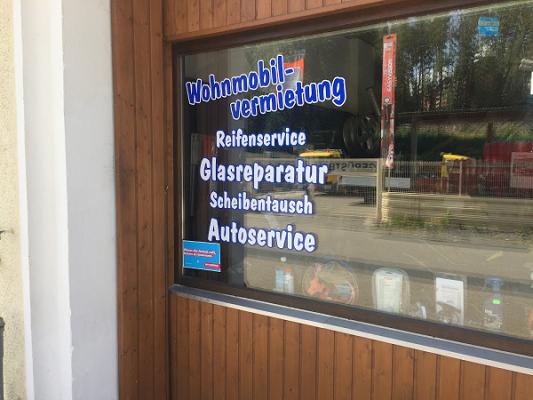 Wohnmobil-
vermietung
Reifenservice
Glasreparatur
Scheibentausch
Autoservice